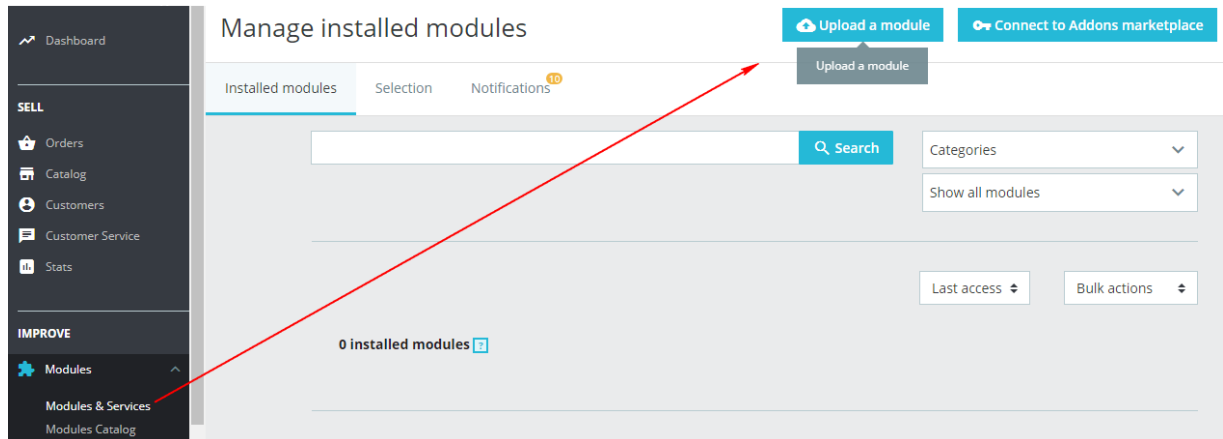 Dashboard
SELL
Orders
Catalog
Customers
Customer Service
Stats
IMPROVE
Modules
Modules & Services
Modules Catalog
Manage installed modules
Upload a module
Connect to Addons marketplace
Upload a module
Installed modules
Selection
Notifications 10
Search
Categories
Show all modules
Last access
Bulk actions
0 installed modules ?